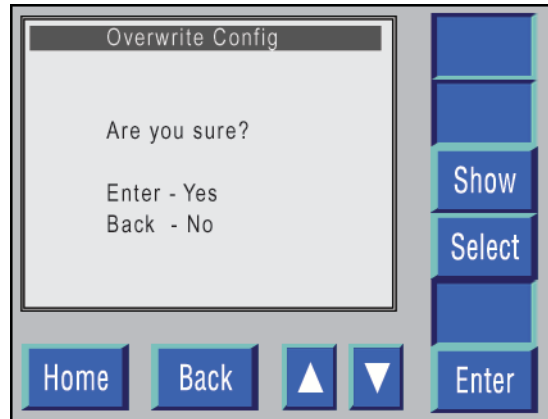 Overwrite Config
Are you sure?
Enter - Yes
Back - No
Show
Select
Home
Back
Enter